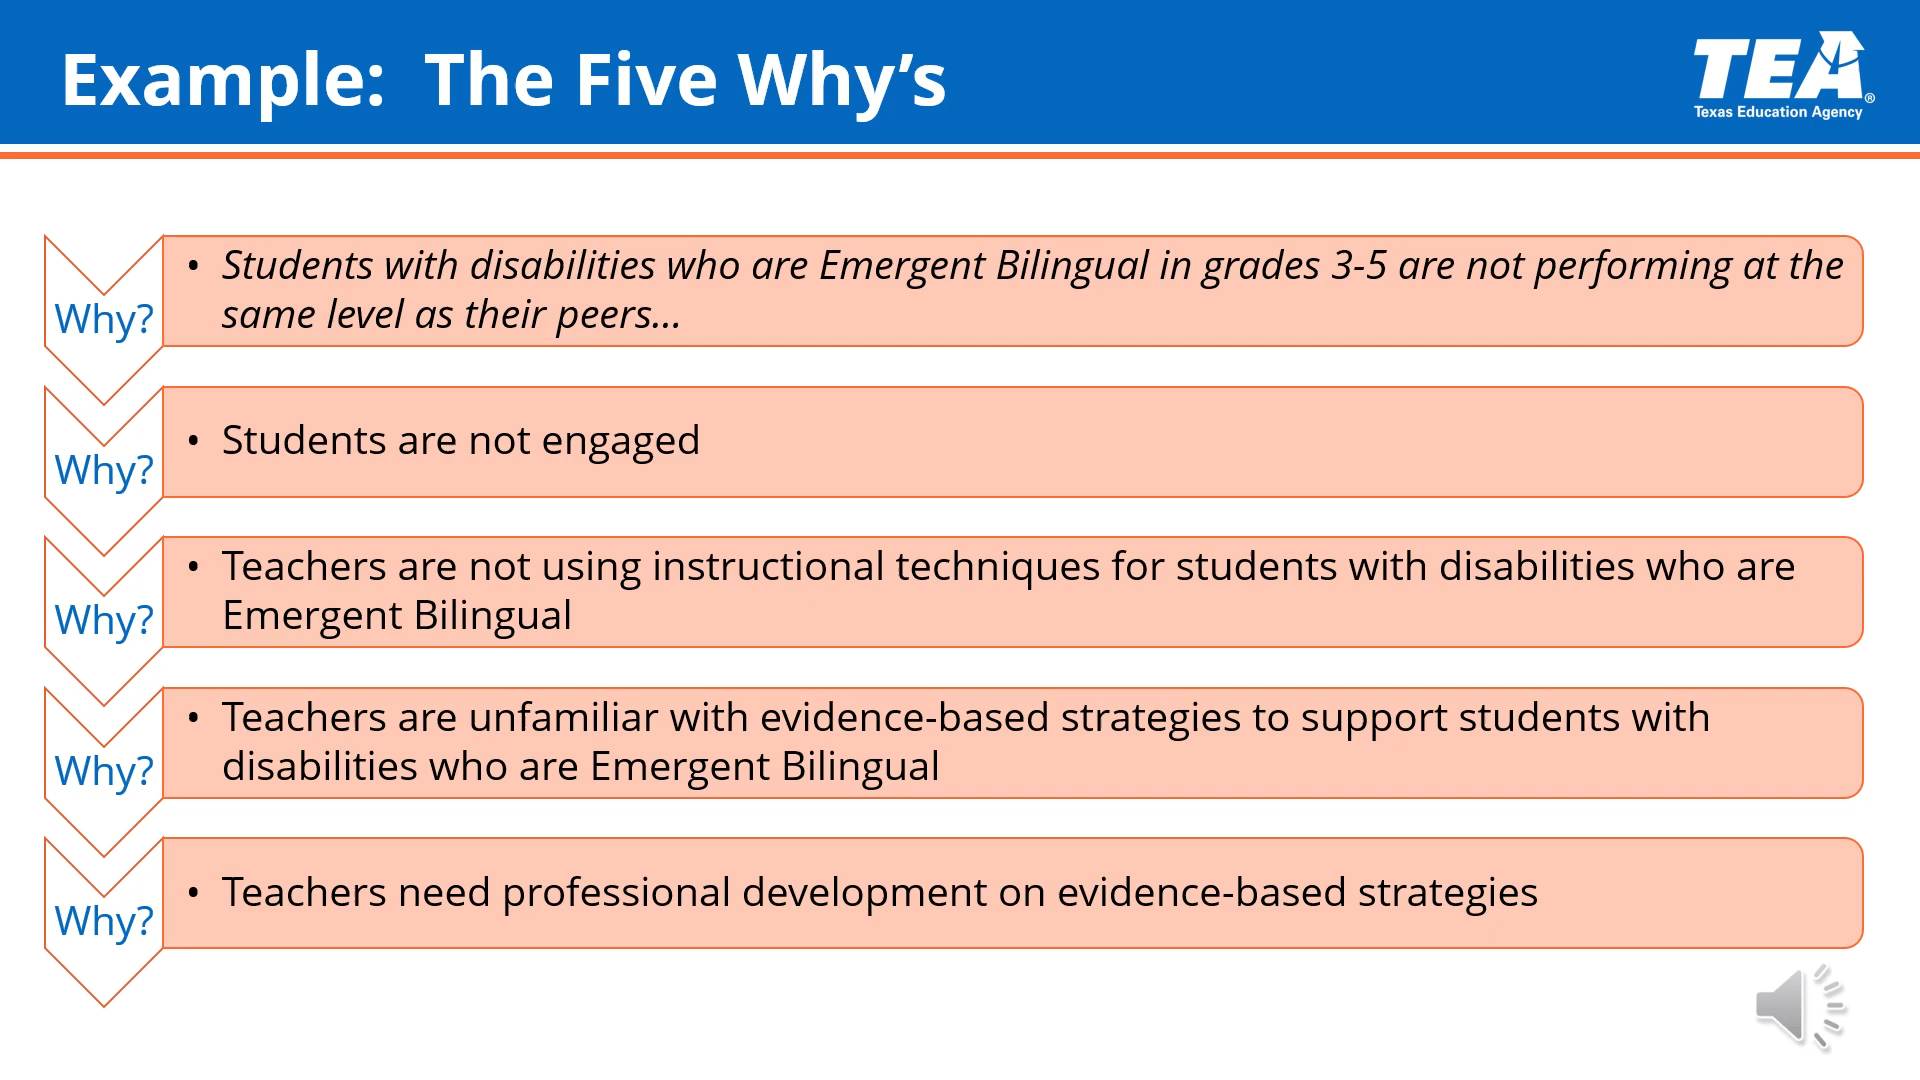 Example:  The Five Why’s
TEA®
Texas Education Agency
Why?
• Students with disabilities who are Emergent Bilingual in grades 3-5 are not performing at the
same level as their peers...
Why?
• Students are not engaged
Why?
• Teachers are not using instructional techniques for students with disabilities who are
Emergent Bilingual
Why?
• Teachers are unfamiliar with evidence-based strategies to support students with
disabilities who are Emergent Bilingual
Why?
• Teachers need professional development on evidence-based strategies